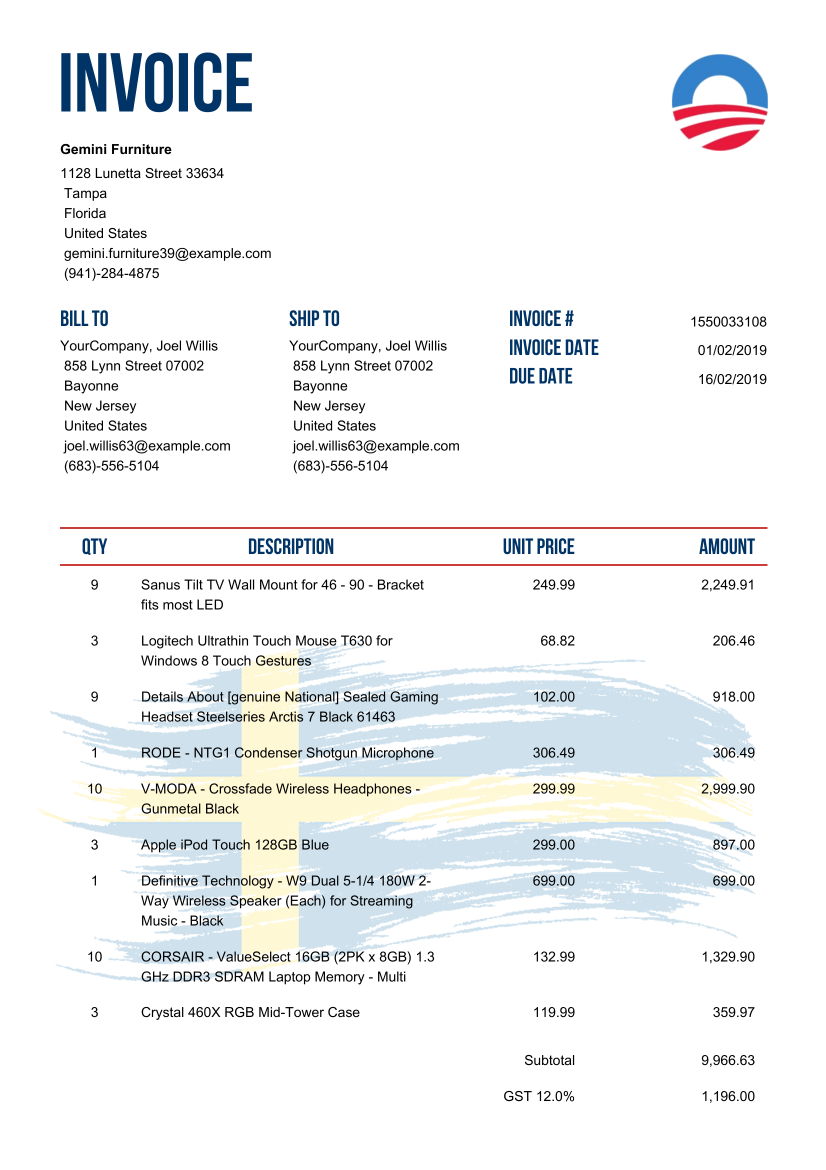 INVOICE
Gemini Furniture
1128 Lunetta Street 33634
Tampa
Florida
United States
gemini.furniture39@example.com
(941)-284-4875
BILL TO
YourCompany, Joel Willis
858 Lynn Street 07002
Bayonne
New Jersey
United States
joel.willis63@example.com
(683)-556-5104
SHIP TO
YourCompany, Joel Willis
858 Lynn Street 07002
Bayonne
New Jersey
United States
joel.willis63@example.com
(683)-556-5104
INVOICE # 1550033108
INVOICE DATE 01/02/2019
DUE DATE 16/02/2019
QTY DESCRIPTION UNIT PRICE AMOUNT
9 Sanus Tilt TV Wall Mount for 46 - 90 - Bracket 249.99 2,249.91
fits most LED
3 Logitech Ultrathin Touch Mouse T630 for 68.82 206.46
Windows 8 Touch Gestures
9 Details About [genuine National] Sealed Gaming 102.00 918.00
Headset Steelseries Arctis 7 Black 61463
1 RODE - NTG1 Condenser Shotgun Microphone 306.49 306.49
10 V-MODA - Crossfade Wireless Headphones - 299.99 2,999.90
Gunmetal Black
3 Apple iPod Touch 128GB Blue 299.00 897.00
1 Definitive Technology - W9 Dual 5-1/4 180W 2- 699.00 699.00
Way Wireless Speaker (Each) for Streaming
Music - Black
10 CORSAIR - ValueSelect 16GB (2PK x 8GB) 1.3 132.99 1,329.90
GHz DDR3 SDRAM Laptop Memory - Multi
3 Crystal 460X RGB Mid-Tower Case 119.99 359.97
Subtotal 9,966.63
GST 12.0% 1,196.00